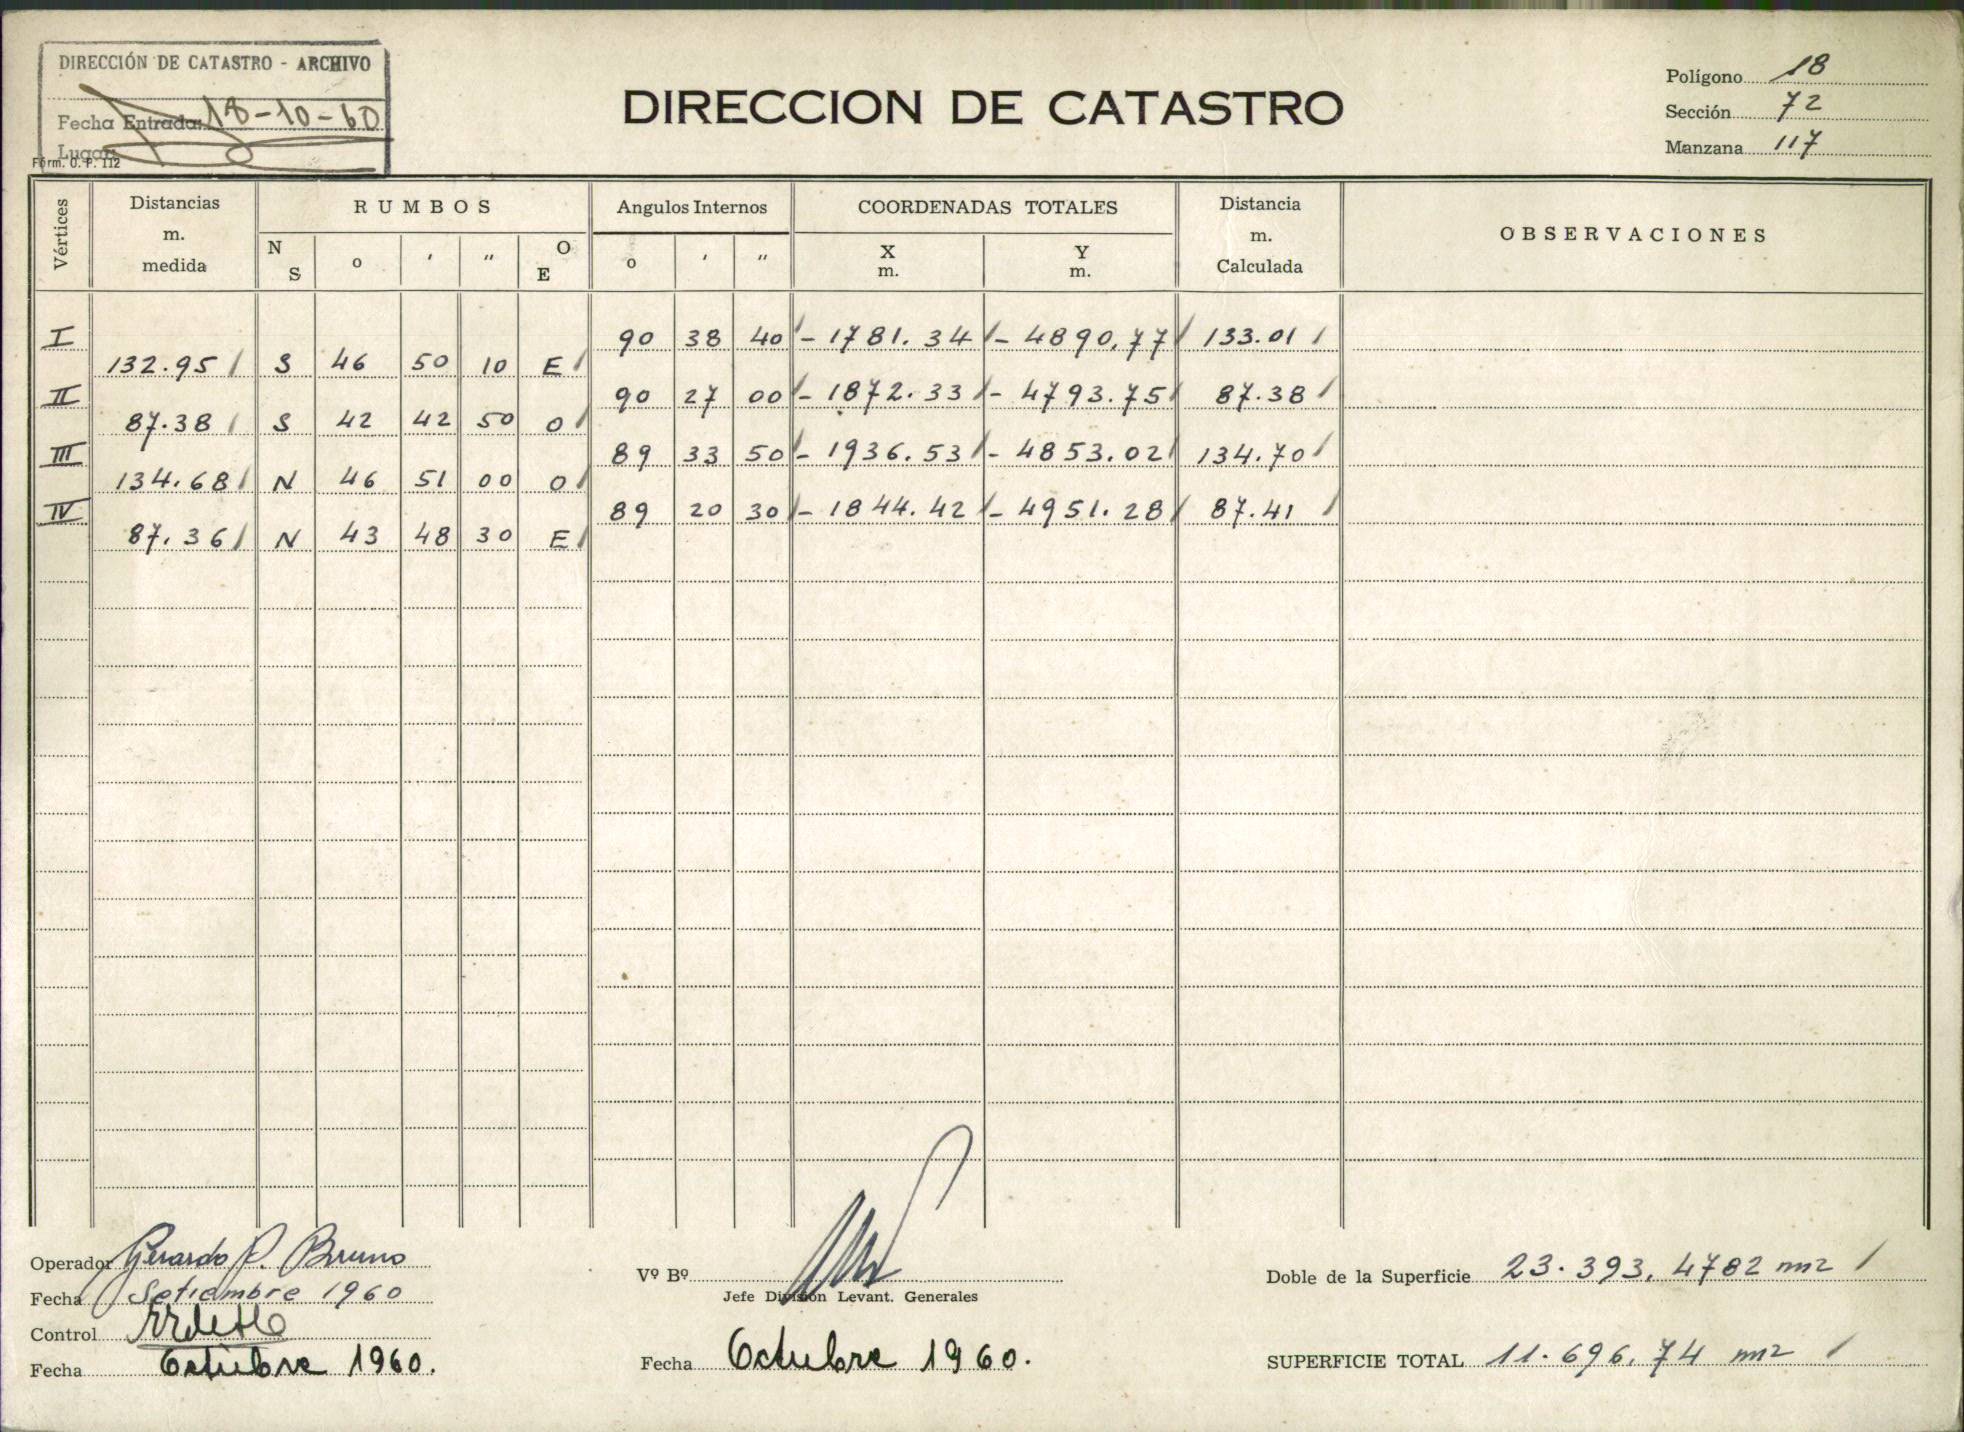 DIRECCIÓN DE CATASTRO - ARCHIVO
Fecha Entrada: 18-10-60
Lugar:
Fórm. O. P. 112
DIRECCION DE CATASTRO
Polígono 18
Sección 72
Manzana 117
Vértices Distancias m. medida RUMBOS Angulos Internos COORDENADAS TOTALES Distancia m. Calculada OBSERVACIONES
N S o ' " O E o ' " X m. Y m.
I 90 38 40 - 1781.34 - 4890.77 133.01
132.95 S 46 50 10 E
II 90 27 00 - 1872.33 - 4793.75 87.38
87.38 S 42 42 50 O
III 89 33 50 - 1936.53 - 4853.02 134.70
134.68 N 46 51 00 O
IV 89 20 30 - 1844.42 - 4951.28 87.41
87.36 N 43 48 30 E
Operador Gerardo P. Bruno
Fecha Setiembre 1960
Control
Fecha Octubre 1960.
Vº Bº
Jefe División Levant. Generales
Fecha Octubre 1960.
Doble de la Superficie 23.393,4782 m2
SUPERFICIE TOTAL 11.696,74 m2